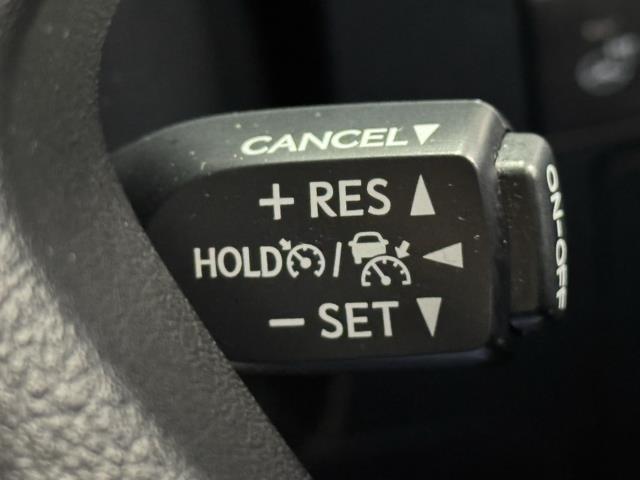 CANCEL▼
+ RES ▲
HOLD / ◀
− SET ▼
ON-OFF